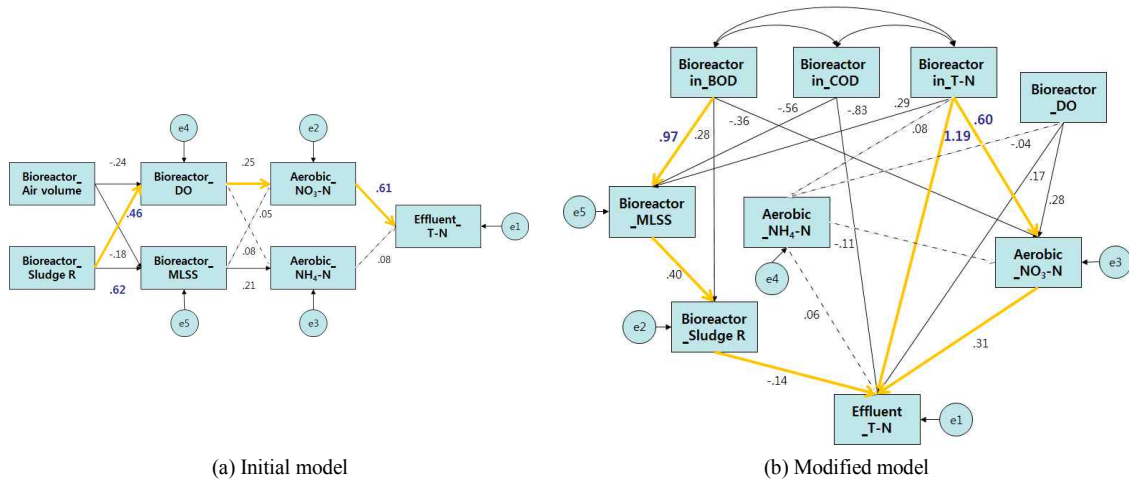 e4
e2
-.24
.25
Bioreactor_
Air volume
Bioreactor_
DO
Aerobic_
NO₃-N
.61
.46
.05
Effluent_
T-N
e1
-.18
.08
.08
Bioreactor_
Sludge R
Bioreactor_
MLSS
Aerobic_
NH₄-N
.62
.21
e5
e3
(a) Initial model
Bioreactor
in_BOD
Bioreactor
in_COD
Bioreactor
in_T-N
Bioreactor
_DO
-.56
-.83
.29
.60
-.36
.08
.97
.28
1.19
-.04
.17
.28
e5
Bioreactor
_MLSS
Aerobic
_NH₄-N
-.11
Aerobic
_NO₃-N
e3
.40
e4
.06
e2
Bioreactor
_Sludge R
.31
-.14
Effluent
_T-N
e1
(b) Modified model